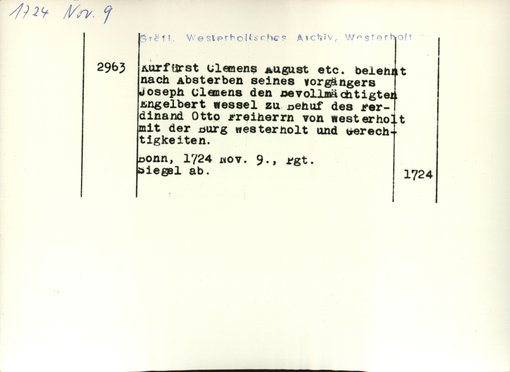 1724 Nov. 9
Gräfl. Westerholtsches Archiv, Westerholt
2963
Kurfürst Clemens August etc. belehnt
nach Absterben seines Vorgängers
Joseph Clemens den Bevollmächtigten
Engelbert Wessel zu Behuf des Fer-
dinand Otto Freiherrn von Westerholt
mit der Burg Westerholt und Gerech-
tigkeiten.
Bonn, 1724 Nov. 9., Pgt.
Siegel ab.
1724